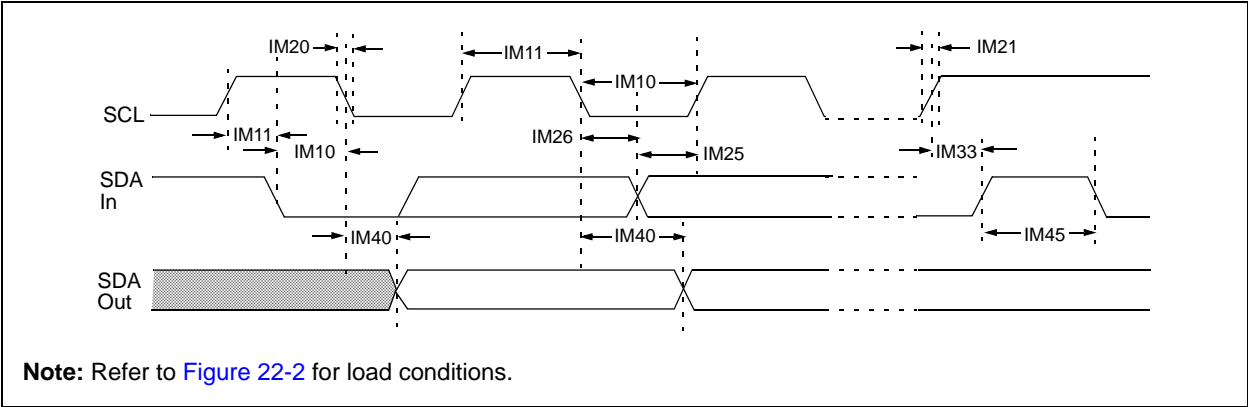 IM20
IM11
IM21
IM10
SCL
IM11
IM10
IM26
IM25
IM33
SDA
In
IM40
IM40
IM45
SDA
Out
Note: Refer to Figure 22-2 for load conditions.